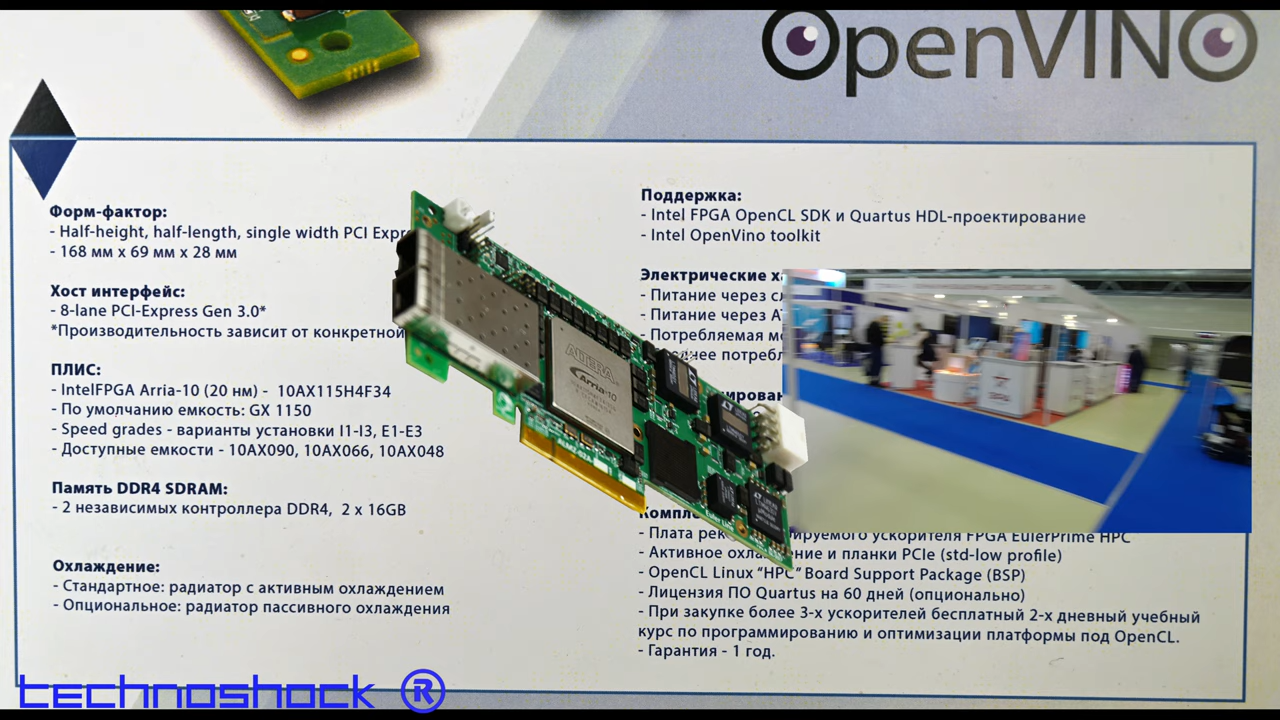 OpenVINO
Форм-фактор:
- Half-height, half-length, single width PCI
- 168 мм x 69 мм x 28 мм
Хост интерфейс:
- 8-lane PCI-Express Gen 3.0*
*Производительность зависит от конкретной
ПЛИС:
- IntelFPGA Arria-10 (20 нм) - 10AX115H4F34
- По умолчанию емкость: GX 1150
- Speed grades - варианты установки I1-I3, E1-E3
- Доступные емкости - 10AX090, 10AX066, 10AX048
Память DDR4 SDRAM:
- 2 независимых контроллера DDR4, 2 x 16GB
Охлаждение:
- Стандартное: радиатор с активным охлаждением
- Опциональное: радиатор пассивного охлаждения
Поддержка:
- Intel FPGA OpenCL SDK и Quartus HDL-проектирование
- Intel OpenVino toolkit
Электрические
- Питание через
- Питание через
- Потребляемая
ALTERA
Arria 10
- Плата
FPGA EulerPrime HPC
- Активное
и планки PCIe (std-low profile)
- OpenCL Linux “HPC” Board Support Package (BSP)
- Лицензия ПО Quartus на 60 дней (опционально)
- При закупке более 3-х ускорителей бесплатный 2-х дневный учебный
курс по программированию и оптимизации платформы под OpenCL.
- Гарантия - 1 год.
technoshock ®